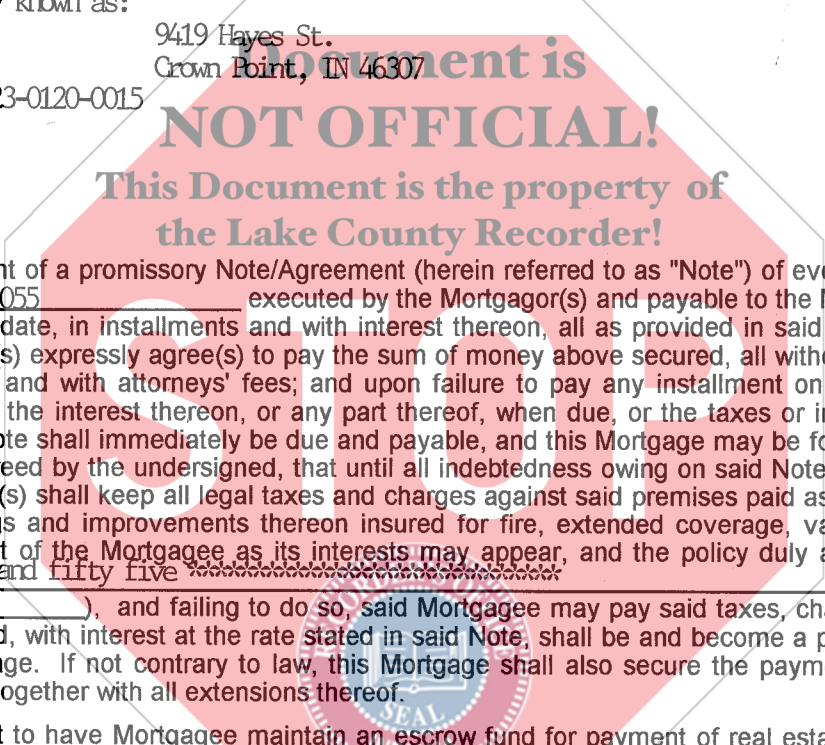 known as:
9419 Hayes St.
Crown Point, IN 46307
3-0120-0015
Document is
NOT OFFICIAL!
This Document is the property of
the Lake County Recorder!
nt of a promissory Note/Agreement (herein referred to as "Note") of eve
055 executed by the Mortgagor(s) and payable to the
date, in installments and with interest thereon, all as provided in said
s) expressly agree(s) to pay the sum of money above secured, all witho
and with attorneys' fees; and upon failure to pay any installment on
the interest thereon, or any part thereof, when due, or the taxes or in
ote shall immediately be due and payable, and this Mortgage may be fo
eed by the undersigned, that until all indebtedness owing on said Note
(s) shall keep all legal taxes and charges against said premises paid as
s and improvements thereon insured for fire, extended coverage, va
t of the Mortgagee as its interests may appear, and the policy duly a
and fifty five
), and failing to do so, said Mortgagee may pay said taxes, cha
d, with interest at the rate stated in said Note, shall be and become a p
ge. If not contrary to law, this Mortgage shall also secure the paym
ogether with all extensions thereof.
t to have Mortgagee maintain an escrow fund for payment of real esta
STOP
SEAL